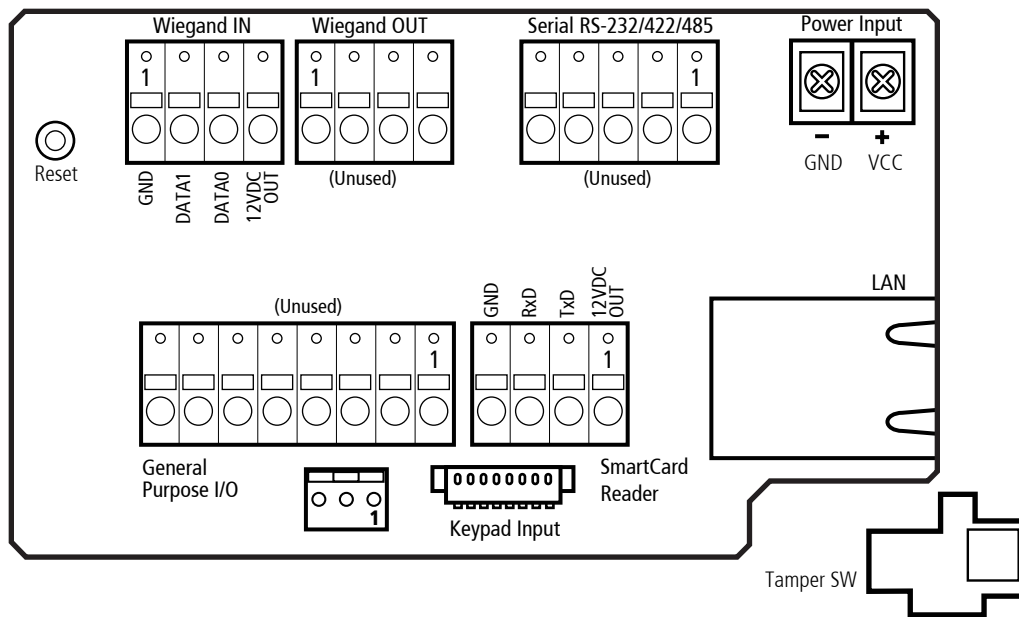 Wiegand IN
Wiegand OUT
Serial RS-232/422/485
Power Input
1
1
1
- +
GND VCC
Reset
(Unused)
(Unused)
GND
DATA1
DATA0
12VDC
OUT
(Unused)
GND
RxD
TxD
12VDC
OUT
LAN
1
1
General
Purpose I/O
SmartCard
Reader
00000000
1
Keypad Input
Tamper SW